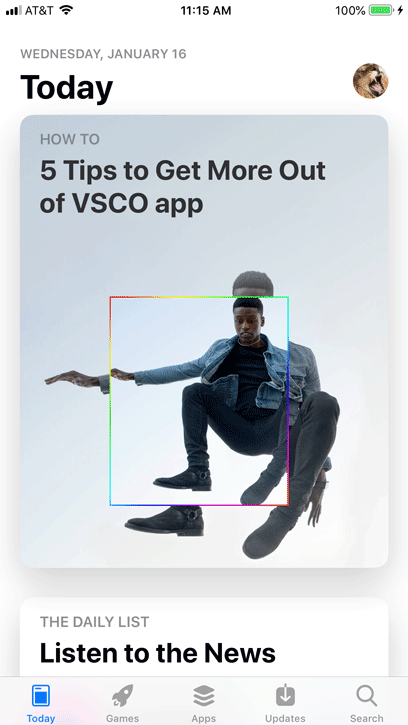 AT&T 11:15 AM 100%
WEDNESDAY, JANUARY 16
Today
HOW TO
5 Tips to Get More Out
of VSCO app
THE DAILY LIST
Listen to the News
Today Games Apps Updates Search